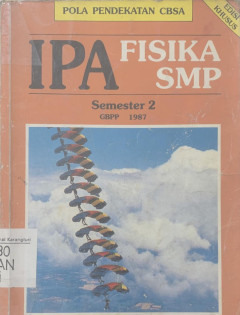 POLA PENDEKATAN CBSA
EDISI
KHUSUS
IPA FISIKA
SMP
Semester 2
GBPP 1987